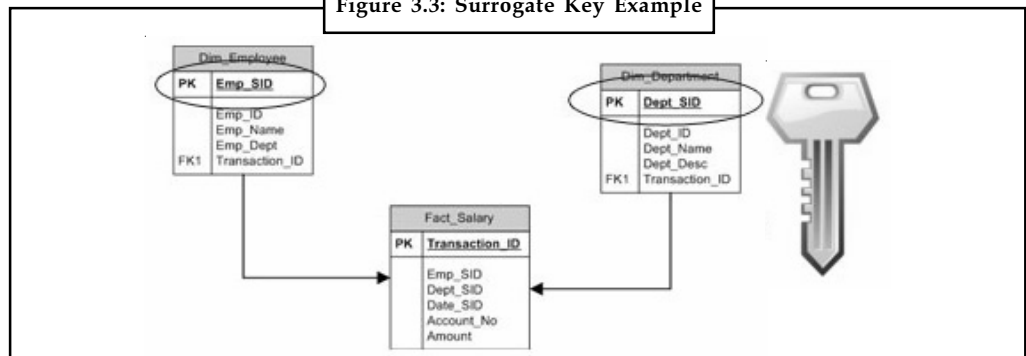 Figure 3.3: Surrogate Key Example
Dim_Employee
PK Emp_SID
Emp_ID
Emp_Name
Emp_Dept
FK1 Transaction_ID
Dim_Department
PK Dept_SID
Dept_ID
Dept_Name
Dept_Desc
FK1 Transaction_ID
Fact_Salary
PK Transaction_ID
Emp_SID
Dept_SID
Date_SID
Account_No
Amount